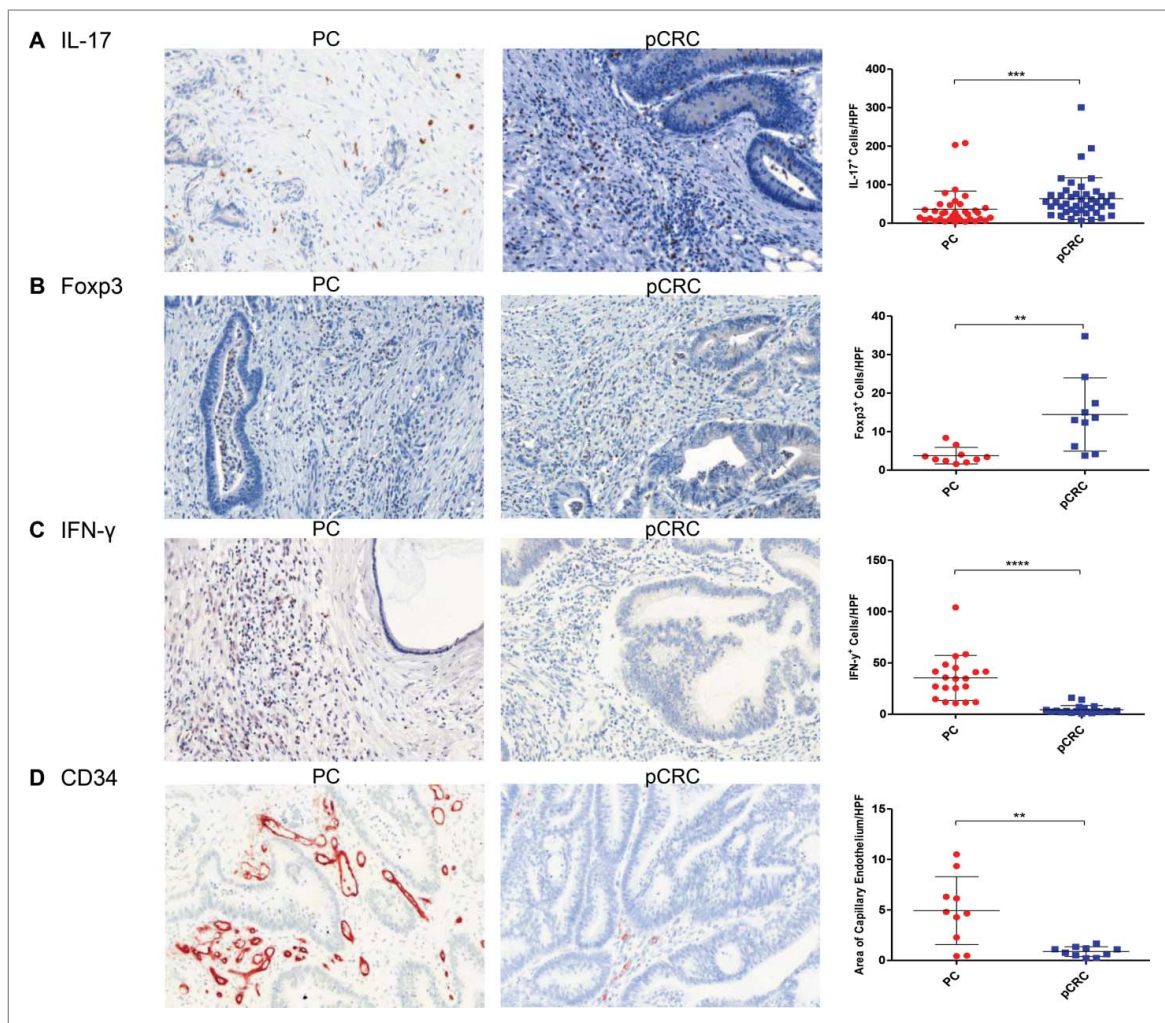 A IL-17
PC
pCRC
400
300
200
100
0
IL-17+ Cells/HPF
***
PC
pCRC
B Foxp3
PC
pCRC
40
30
20
10
0
Foxp3+ Cells/HPF
**
PC
pCRC
C IFN-γ
PC
pCRC
150
100
50
0
IFN-γ+ Cells/HPF
****
PC
pCRC
D CD34
PC
pCRC
15
10
5
0
Area of Capillary Endothelium/HPF
**
PC
pCRC